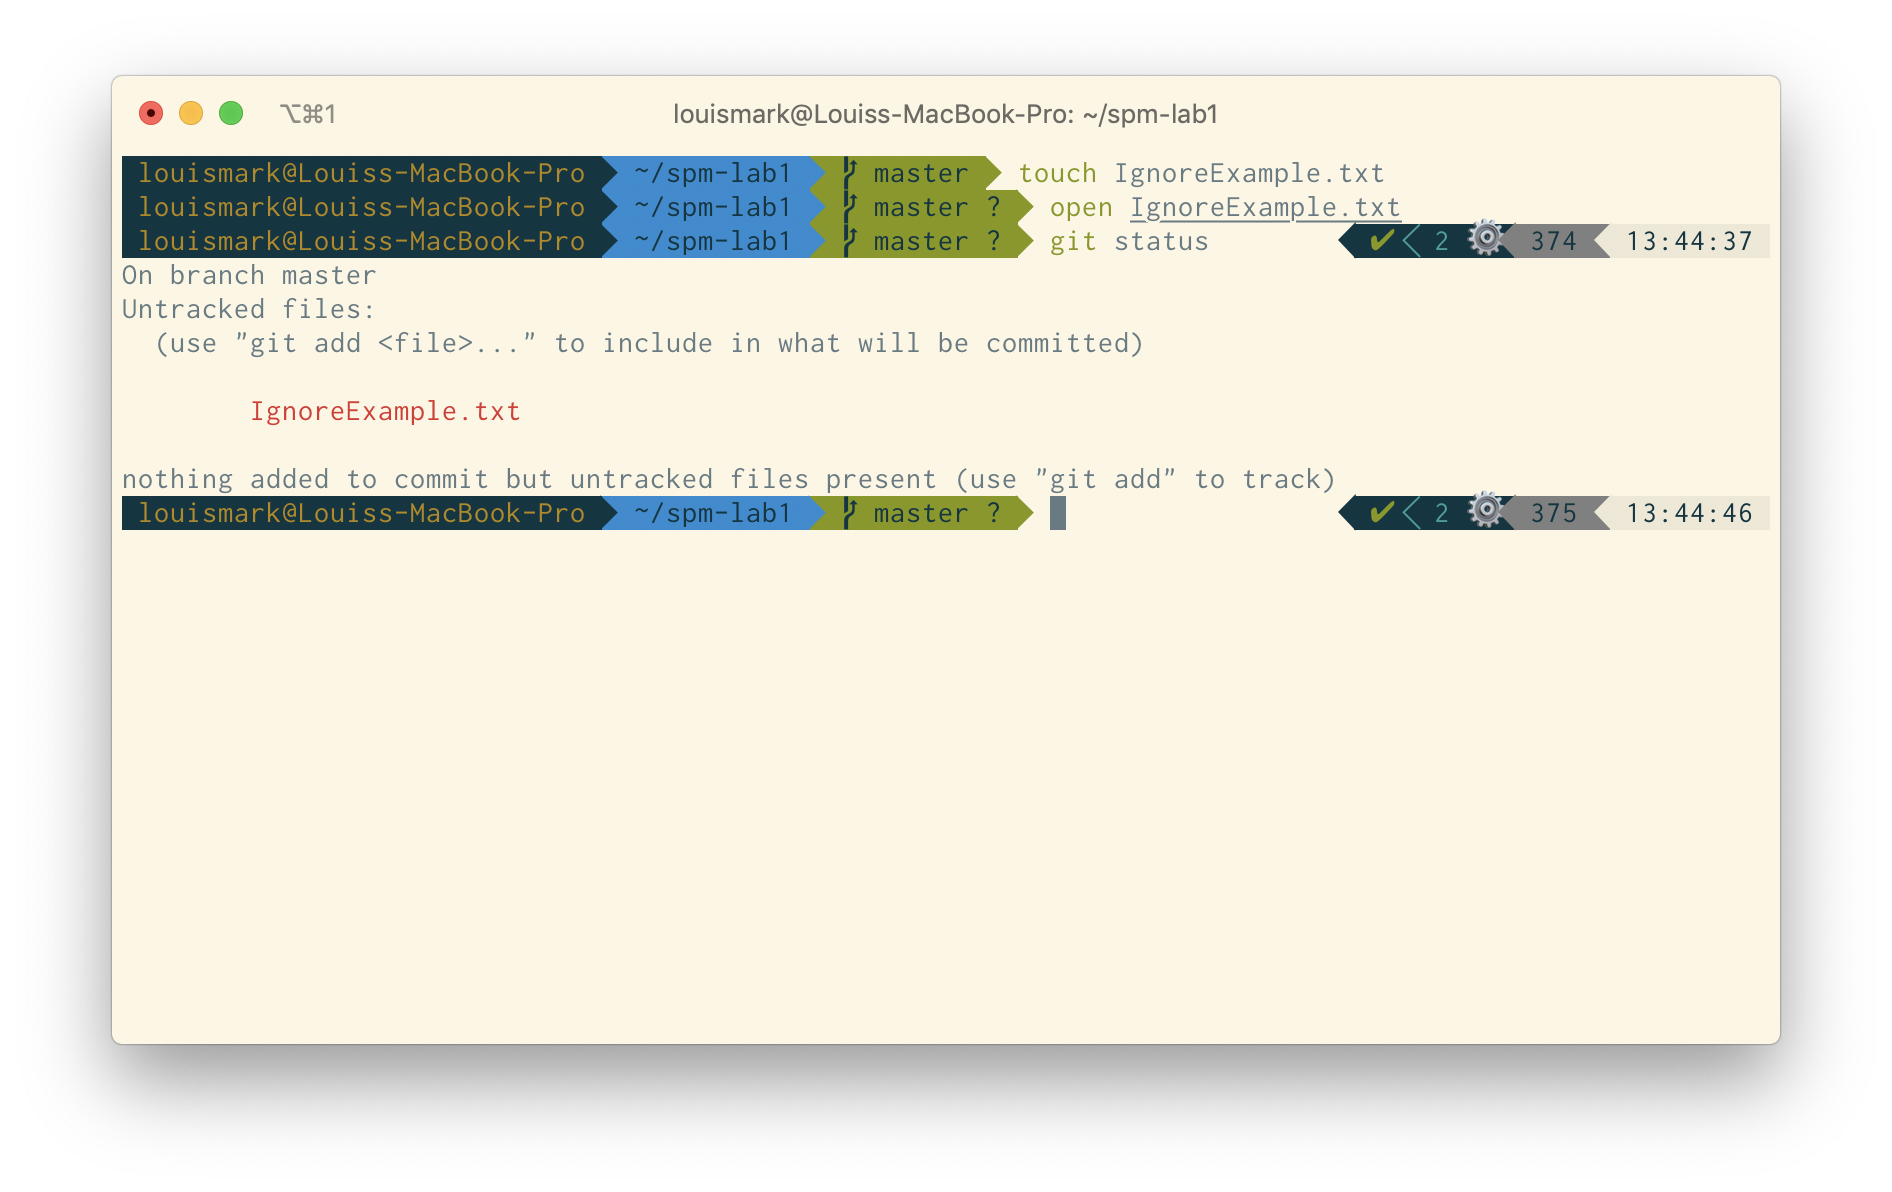 ⌥⌘1 louismark@Louiss-MacBook-Pro: ~/spm-lab1
louismark@Louiss-MacBook-Pro ~/spm-lab1 master touch IgnoreExample.txt
louismark@Louiss-MacBook-Pro ~/spm-lab1 master ? open IgnoreExample.txt
louismark@Louiss-MacBook-Pro ~/spm-lab1 master ? git status ✔ 2 ⚙ 374 13:44:37
On branch master
Untracked files:
  (use "git add <file>..." to include in what will be committed)
IgnoreExample.txt
nothing added to commit but untracked files present (use "git add" to track)
louismark@Louiss-MacBook-Pro ~/spm-lab1 master ? ✔ 2 ⚙ 375 13:44:46